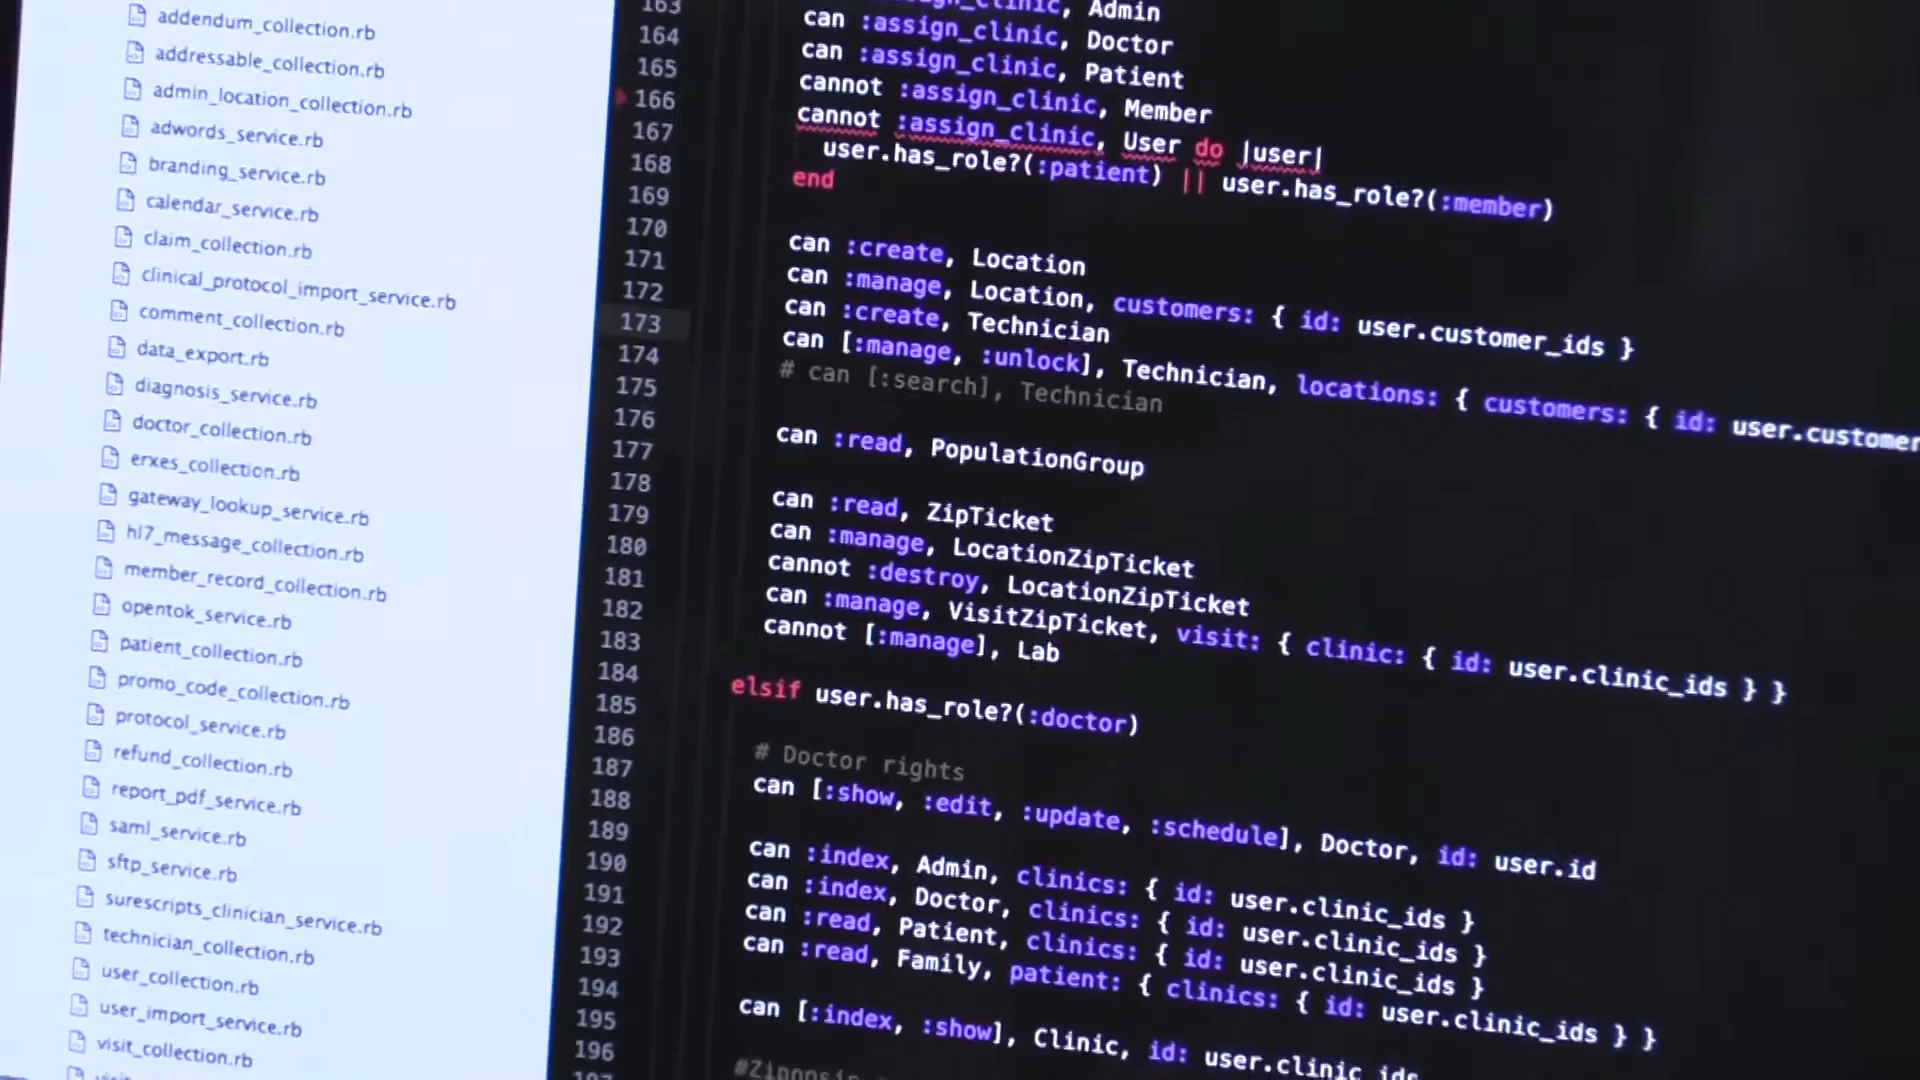 addendum_collection.rb
addressable_collection.rb
admin_location_collection.rb
adwords_service.rb
branding_service.rb
calendar_service.rb
claim_collection.rb
clinical_protocol_import_service.rb
comment_collection.rb
data_export.rb
diagnosis_service.rb
doctor_collection.rb
erxes_collection.rb
gateway_lookup_service.rb
hl7_message_collection.rb
member_record_collection.rb
opentok_service.rb
patient_collection.rb
promo_code_collection.rb
protocol_service.rb
refund_collection.rb
report_pdf_service.rb
saml_service.rb
sftp_service.rb
surescripts_clinician_service.rb
technician_collection.rb
user_collection.rb
user_import_service.rb
visit_collection.rb
163
164
165
166
167
168
169
170
171
172
173
174
175
176
177
178
179
180
181
182
183
184
185
186
187
188
189
190
191
192
193
194
195
196
197
Admin
can :assign_clinic, Doctor
can :assign_clinic, Patient
cannot :assign_clinic, Member
cannot :assign_clinic, User do |user|
user.has_role?(:patient) || user.has_role?(:member)
end
can :create, Location
can :manage, Location, customers: { id: user.customer_ids }
can :create, Technician
can [:manage, :unlock], Technician, locations: { customers: { id: user.customer
# can [:search], Technician
can :read, PopulationGroup
can :read, ZipTicket
can :manage, LocationZipTicket
cannot :destroy, LocationZipTicket
can :manage, VisitZipTicket, visit: { clinic: { id: user.clinic_ids } }
cannot [:manage], Lab
elsif user.has_role?(:doctor)
# Doctor rights
can [:show, :edit, :update, :schedule], Doctor, id: user.id
can :index, Admin, clinics: { id: user.clinic_ids }
can :index, Doctor, clinics: { id: user.clinic_ids }
can :read, Patient, clinics: { id: user.clinic_ids }
can :read, Family, patient: { clinics: { id: user.clinic_ids } }
can [:index, :show], Clinic, id: user.clinic_ids